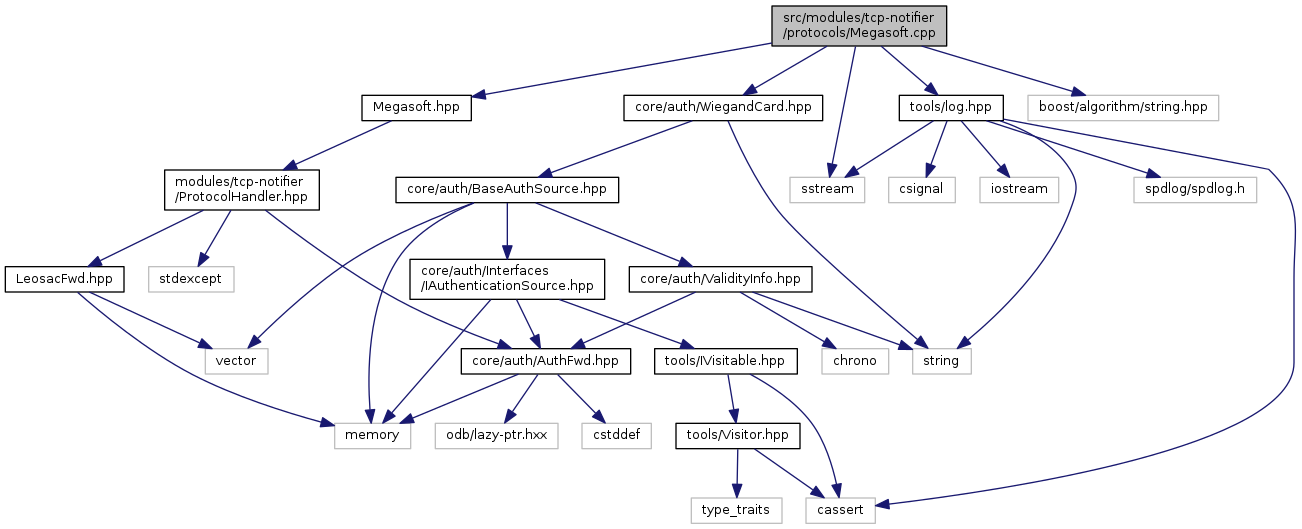 src/modules/tcp-notifier
/protocols/Megasoft.cpp
Megasoft.hpp
core/auth/WiegandCard.hpp
tools/log.hpp
boost/algorithm/string.hpp
modules/tcp-notifier
/ProtocolHandler.hpp
core/auth/BaseAuthSource.hpp
sstream
csignal
iostream
spdlog/spdlog.h
LeosacFwd.hpp
stdexcept
core/auth/Interfaces
/IAuthenticationSource.hpp
core/auth/ValidityInfo.hpp
vector
core/auth/AuthFwd.hpp
tools/IVisitable.hpp
chrono
string
memory
odb/lazy-ptr.hxx
cstddef
tools/Visitor.hpp
type_traits
cassert